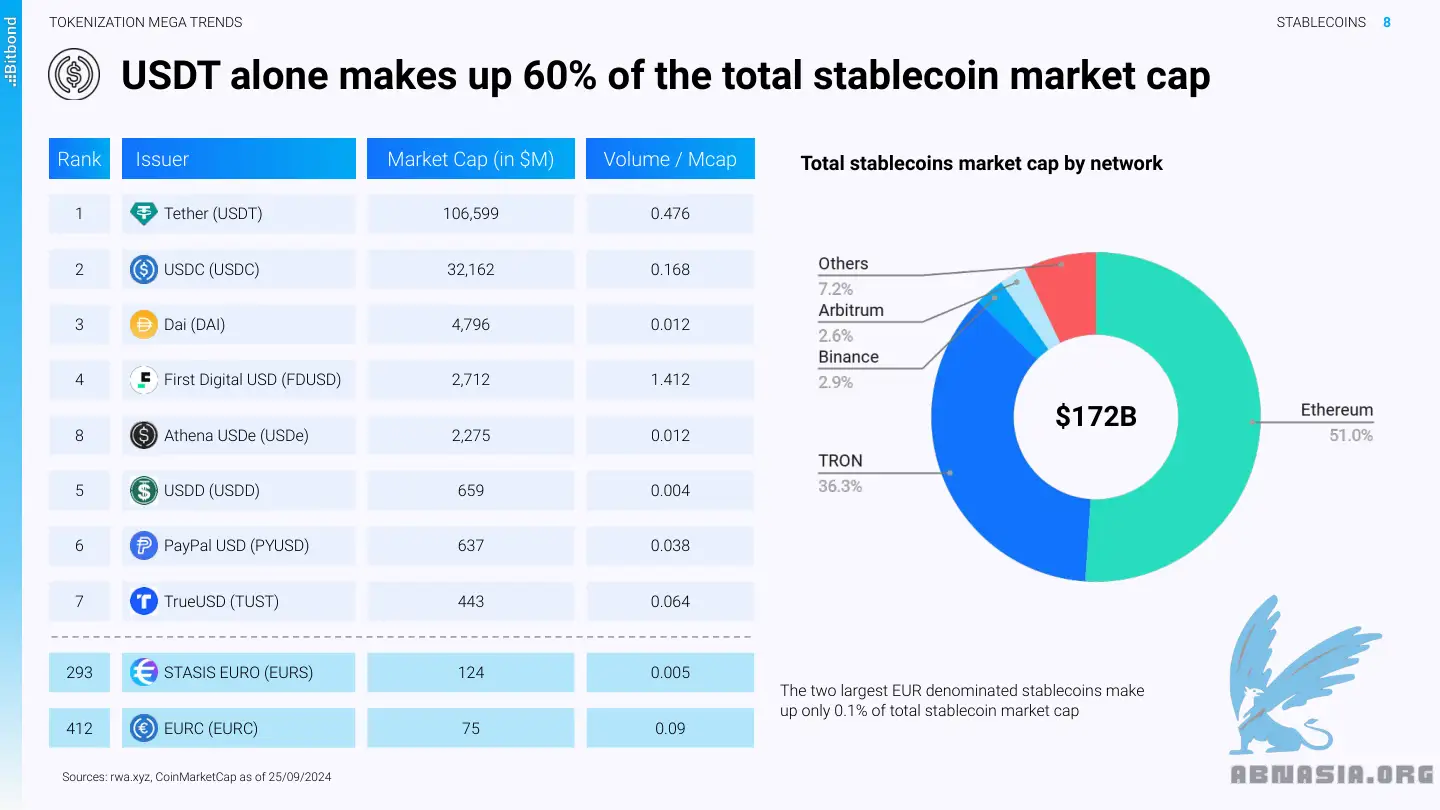 Bitbond
TOKENIZATION MEGA TRENDS
STABLECOINS 8
USDT alone makes up 60% of the total stablecoin market cap
Rank Issuer Market Cap (in $M) Volume / Mcap
1 Tether (USDT) 106,599 0.476
2 USDC (USDC) 32,162 0.168
3 Dai (DAI) 4,796 0.012
4 First Digital USD (FDUSD) 2,712 1.412
8 Athena USDe (USDe) 2,275 0.012
5 USDD (USDD) 659 0.004
6 PayPal USD (PYUSD) 637 0.038
7 TrueUSD (TUST) 443 0.064
293 STASIS EURO (EURS) 124 0.005
412 EURC (EURC) 75 0.09
Sources: rwa.xyz, CoinMarketCap as of 25/09/2024
Total stablecoins market cap by network
Others
7.2%
Arbitrum
2.6%
Binance
2.9%
TRON
36.3%
$172B
Ethereum
51.0%
The two largest EUR denominated stablecoins make
up only 0.1% of total stablecoin market cap
ABMASIA.ORG